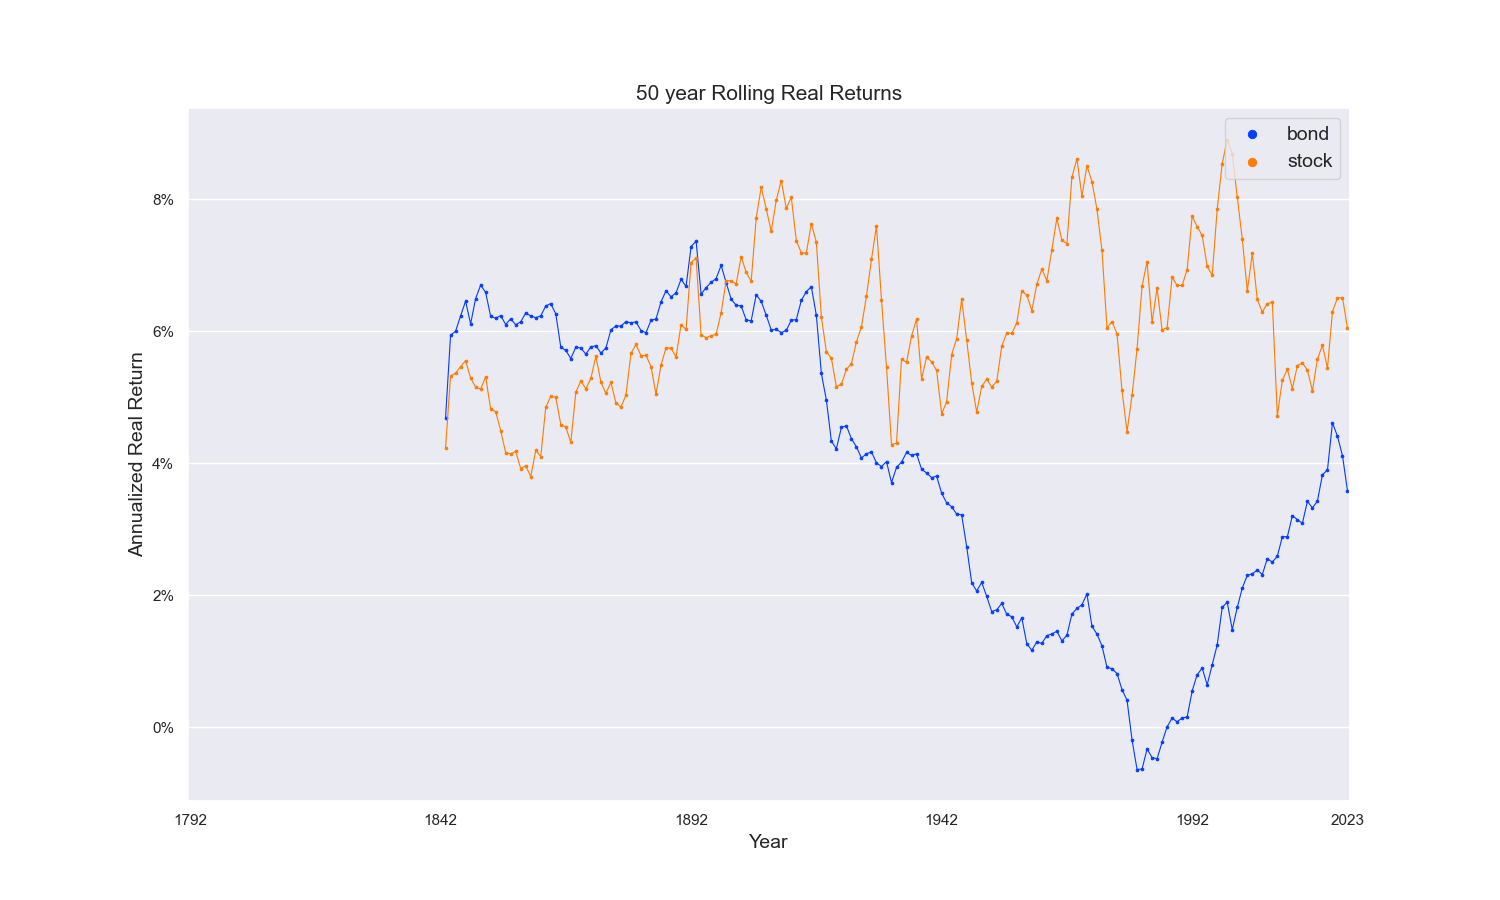 50 year Rolling Real Returns
bond
stock
8%
6%
4%
2%
0%
Annualized Real Return
1792
1842
1892
1942
1992
2023
Year